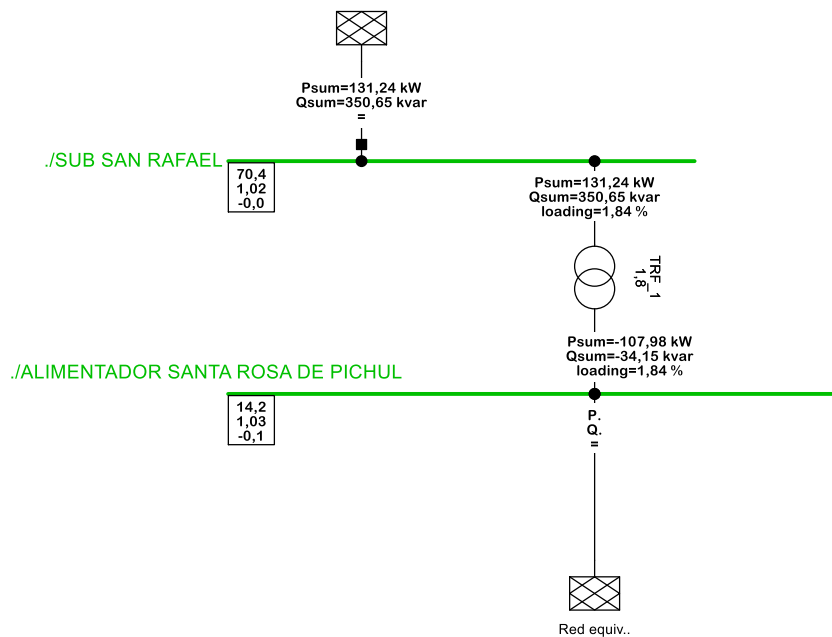 Psum=131,24 kW
Qsum=350,65 kvar
=
./SUB SAN RAFAEL
70,4
1,02
-0,0
Psum=131,24 kW
Qsum=350,65 kvar
loading=1,84 %
TRF_1
1,8
Psum=-107,98 kW
Qsum=-34,15 kvar
loading=1,84 %
./ALIMENTADOR SANTA ROSA DE PICHUL
14,2
1,03
-0,1
P.
Q.
=
Red equiv..